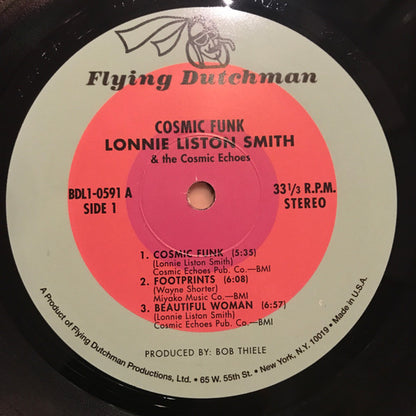 Flying Dutchman
COSMIC FUNK
LONNIE LISTON SMITH
& the Cosmic Echoes
BDL1-0591 A
SIDE 1
33 1/3 R.P.M.
STEREO
1. COSMIC FUNK (5:35)
(Lonnie Liston Smith)
Cosmic Echoes Pub. Co.—BMI
2. FOOTPRINTS (6:08)
(Wayne Shorter)
Miyako Music Co.—BMI
3. BEAUTIFUL WOMAN (6:57)
(Lonnie Liston Smith)
Cosmic Echoes Pub. Co.—BMI
PRODUCED BY: BOB THIELE
A Product of Flying Dutchman Productions, Ltd. • 65 W. 55th St. • New York, N.Y. 10019 • Made in U.S.A.